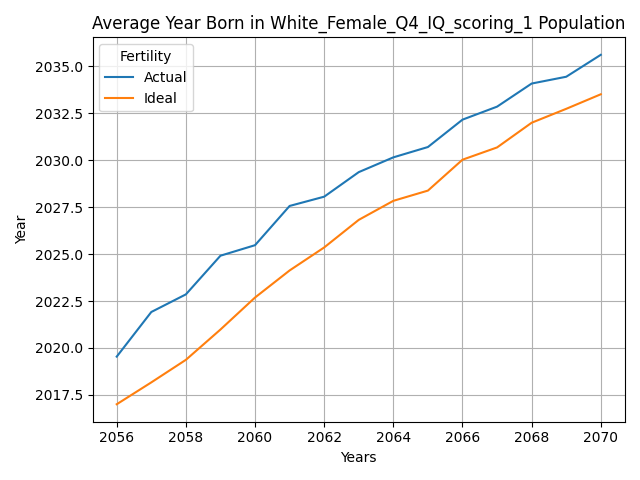 Average Year Born in White_Female_Q4_IQ_scoring_1 Population
Fertility
Actual
Ideal
2035.0
2032.5
2030.0
2027.5
2025.0
2022.5
2020.0
2017.5
Year
2056 2058 2060 2062 2064 2066 2068 2070
Years